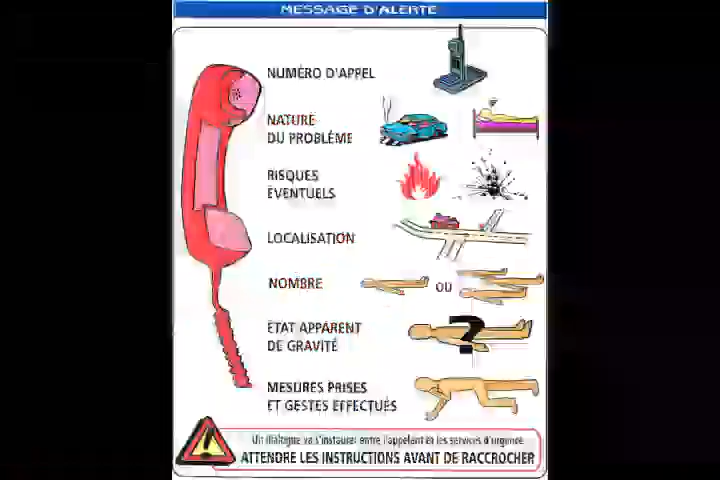 MESSAGE D'ALERTE
NUMÉRO D'APPEL
NATURE
DU PROBLÉME
RISQUES
ÉVENTUELS
LOCALISATION
NOMBRE
OU
ÉTAT APPARENT
DE GRAVITÉ
MESURES PRISES
ET GESTES EFFECTUÉS
Un dialogue va s'instaurer entre l'appelant et les services d'urgence
ATTENDRE LES INSTRUCTIONS AVANT DE RACCROCHER